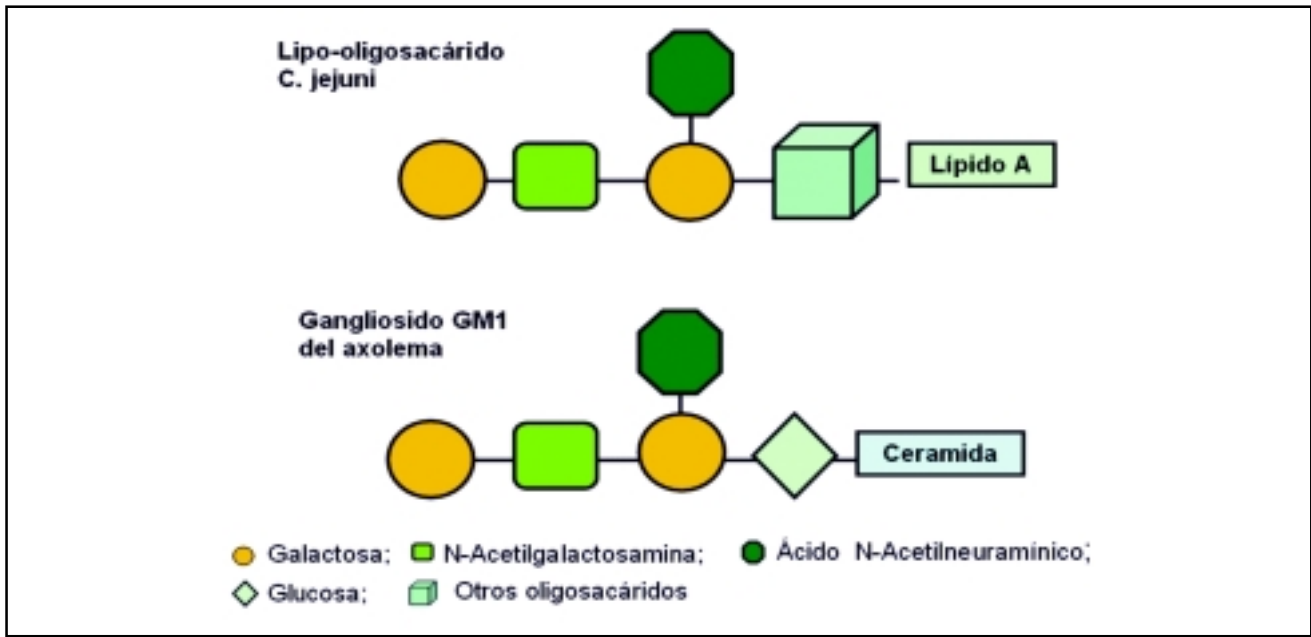 Lipo-oligosacárido
C. jejuni
Lípido A
Gangliosido GM1
del axolema
Ceramida
Galactosa; N-Acetilgalactosamina; Ácido N-Acetilneuramínico;
Glucosa; Otros oligosacáridos